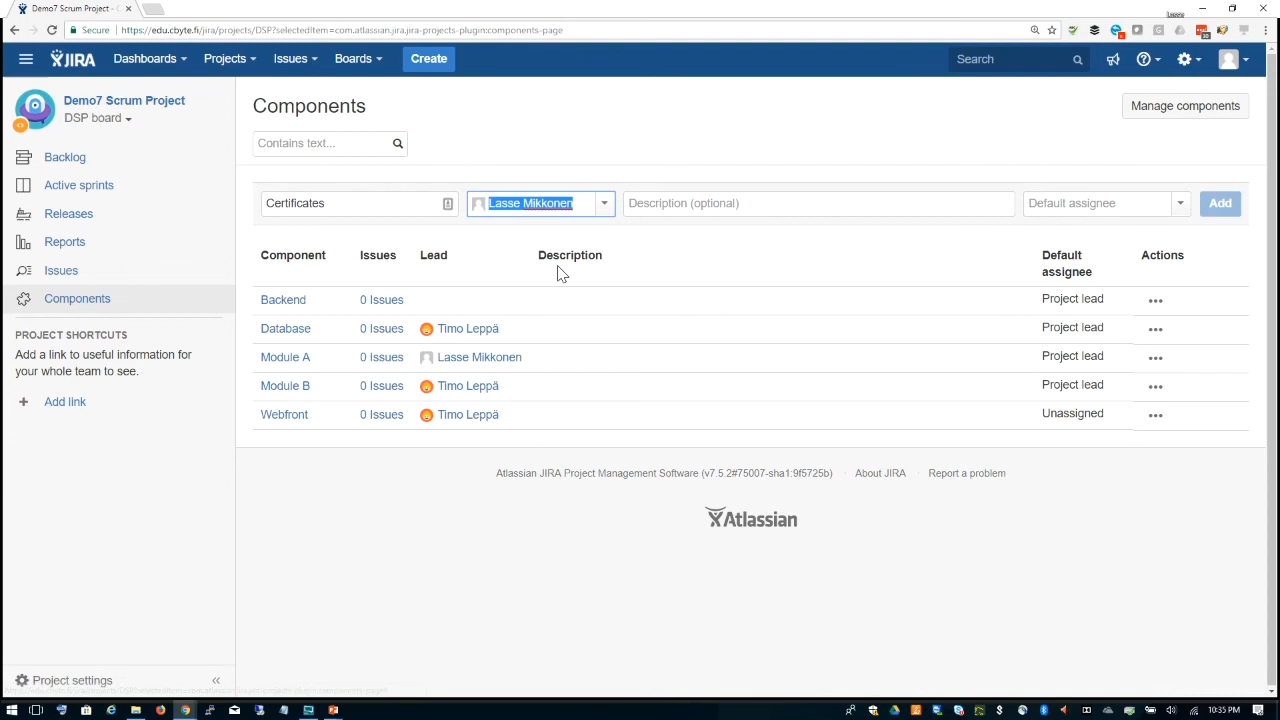 Demo7 Scrum Project - C
Secure
https://edu.cbyte.fi/jira/projects/DSP?selectedItem=com.atlassian.jira.jira-projects-plugin:components-page
JIRA
Dashboards
Projects
Issues
Boards
Create
Search
Demo7 Scrum Project
DSP board
Backlog
Active sprints
Releases
Reports
Issues
Components
PROJECT SHORTCUTS
Add a link to useful information for
your whole team to see.
+ Add link
Project settings
Components
Manage components
Contains text...
Certificates
Lasse Mikkonen
Description (optional)
Default assignee
Add
Component Issues Lead Description Default assignee Actions
Backend 0 Issues Project lead
Database 0 Issues Timo Leppä Project lead
Module A 0 Issues Lasse Mikkonen Project lead
Module B 0 Issues Timo Leppä Project lead
Webfront 0 Issues Timo Leppä Unassigned
Atlassian JIRA Project Management Software (v7.5.2#75007-sha1:9f5725b) · About JIRA · Report a problem
Atlassian
10:35 PM